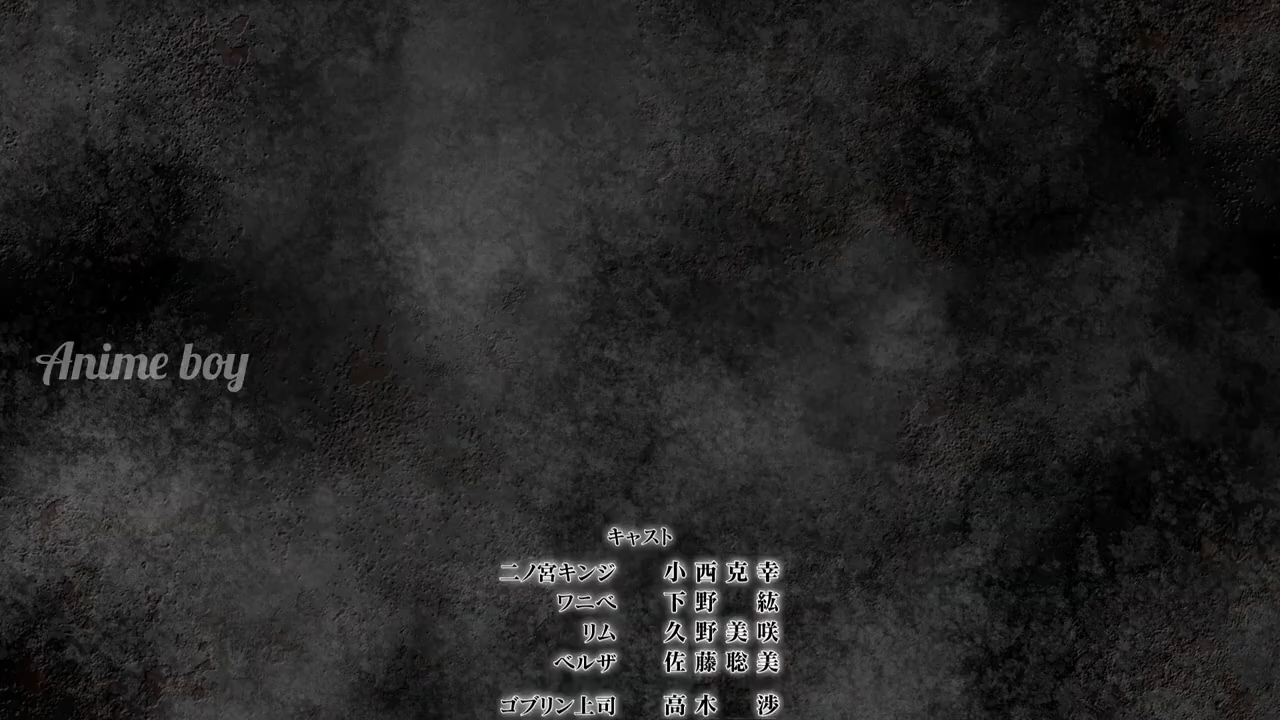 Anime boy
キャスト
二ノ宮キンジ 小西克幸
ワニベ 下野 紘
リム 久野美咲
ベルザ 佐藤聡美
ゴブリン上司 高木 渉